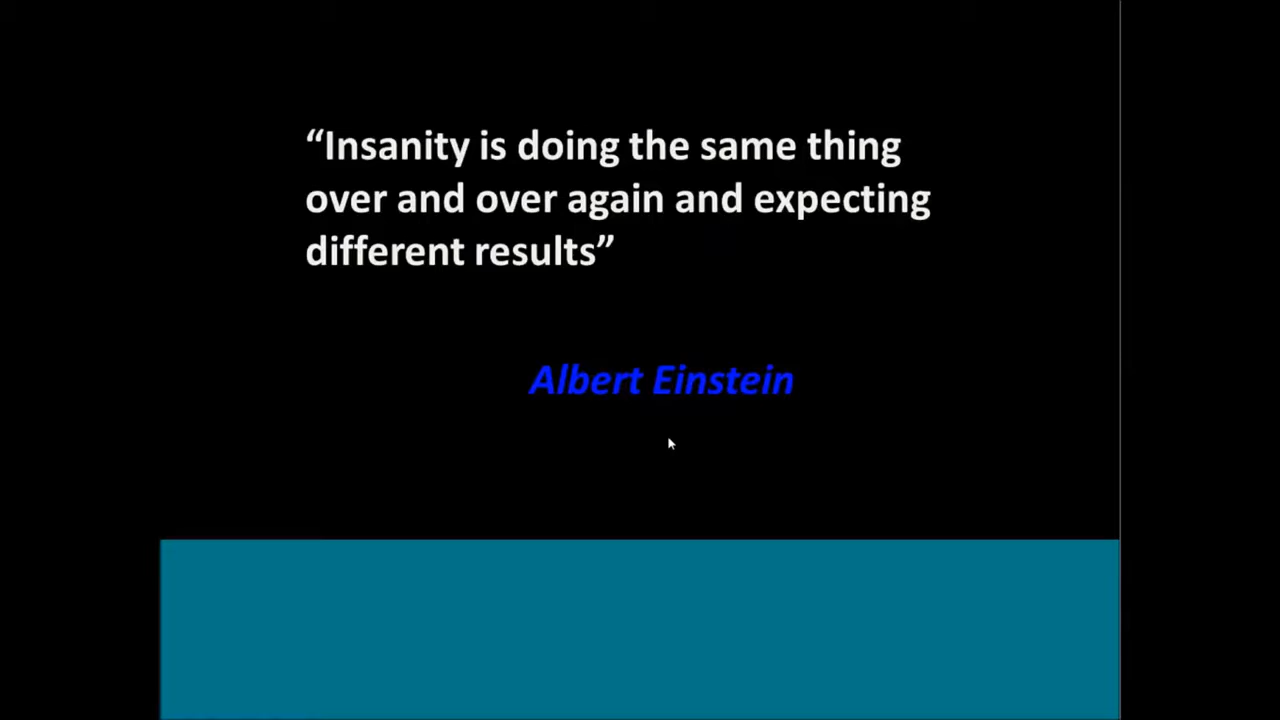 “Insanity is doing the same thing
over and over again and expecting
different results”
Albert Einstein